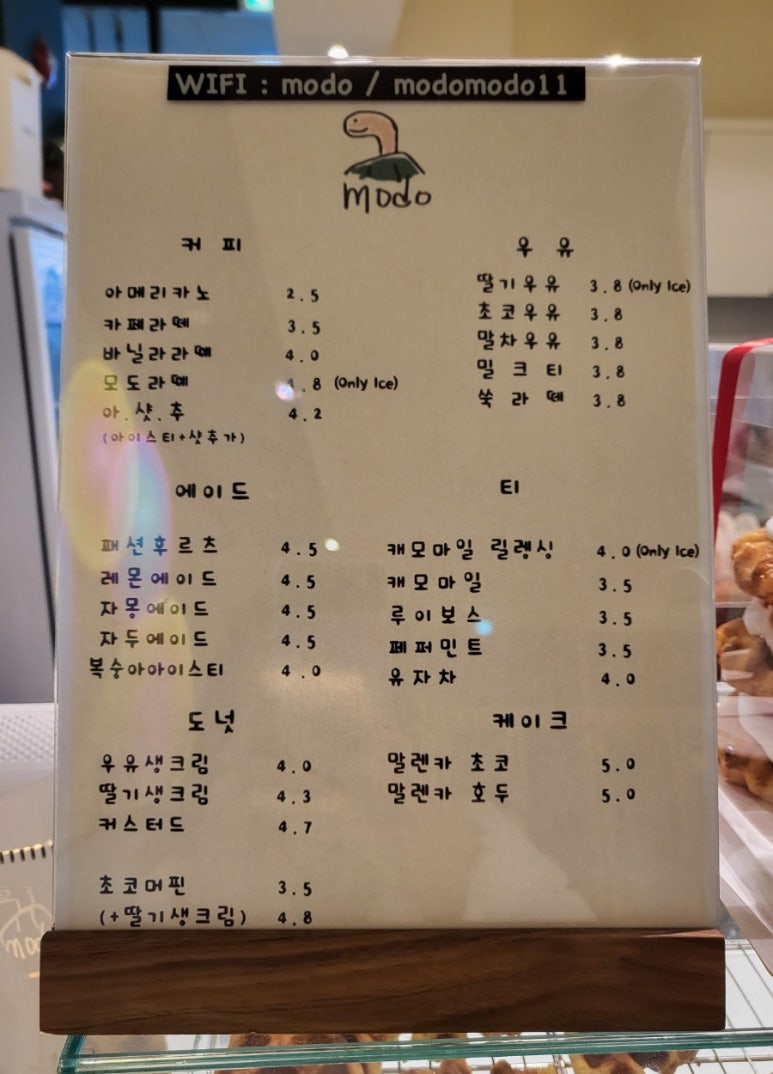 WIFI : modo / modomodo11
modo
커 피
아메리카노 2.5
카페라떼 3.5
바닐라라떼 4.0
모도라떼 .8 (Only Ice)
아.샷.추 4.2
(아이스티+샷추가)
우 유
딸기우유 3.8 (Only Ice)
초코우유 3.8
말차우유 3.8
밀 크 티 3.8
쑥 라 떼 3.8
에이드
패션후르츠 4.5
레몬에이드 4.5
자몽에이드 4.5
자두에이드 4.5
복숭아아이스티 4.0
티
캐모마일 릴렝싱 4.0 (Only Ice)
캐모마일 3.5
루이보스 3.5
페퍼민트 3.5
유자차 4.0
도넛
우유생크림 4.0
딸기생크림 4.3
커스터드 4.7
초코머핀 3.5
(+딸기생크림) 4.8
케이크
말렌카 초코 5.0
말렌카 호두 5.0